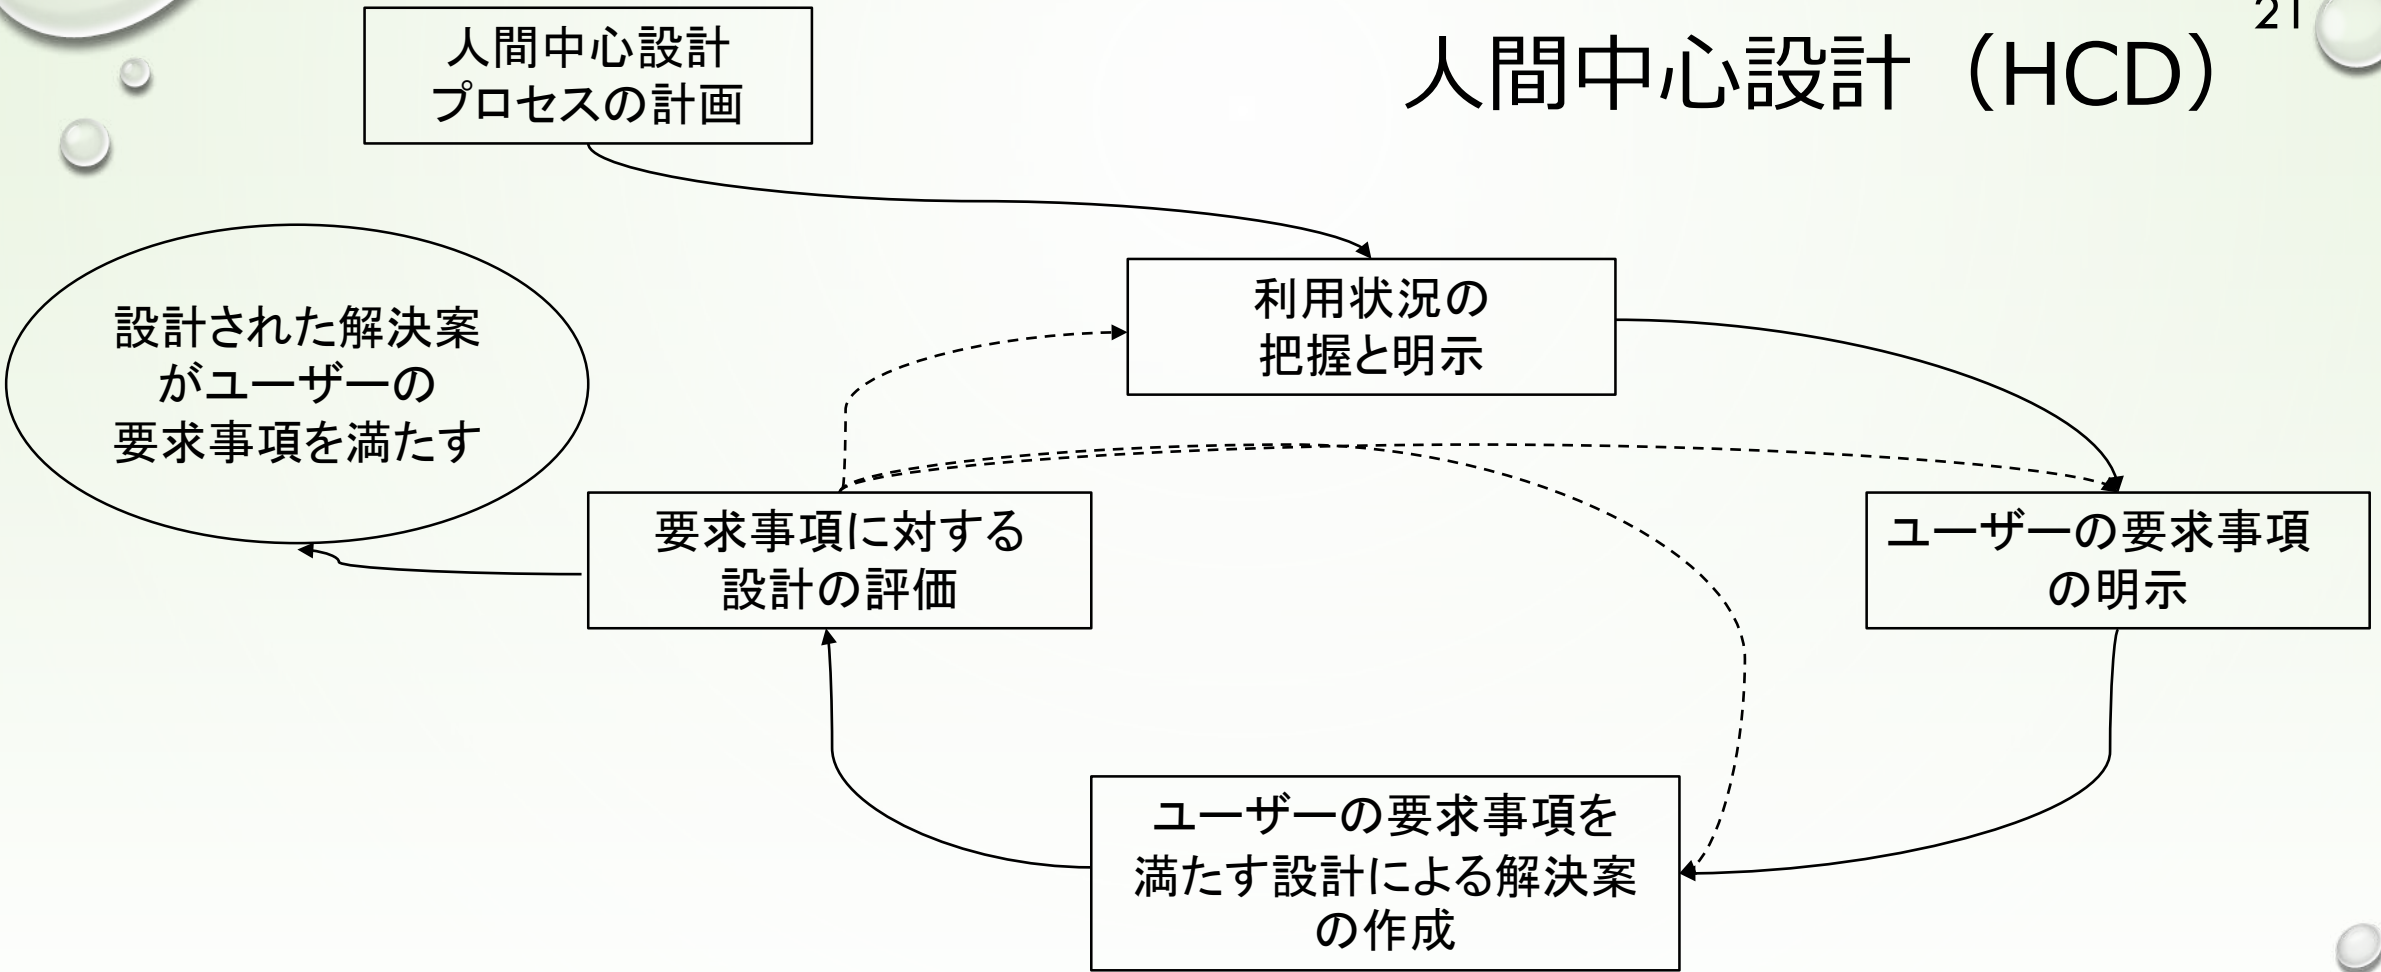 21
人間中心設計（HCD）
人間中心設計
プロセスの計画
利用状況の
把握と明示
設計された解決案
がユーザーの
要求事項を満たす
要求事項に対する
設計の評価
ユーザーの要求事項
の明示
ユーザーの要求事項を
満たす設計による解決案
の作成